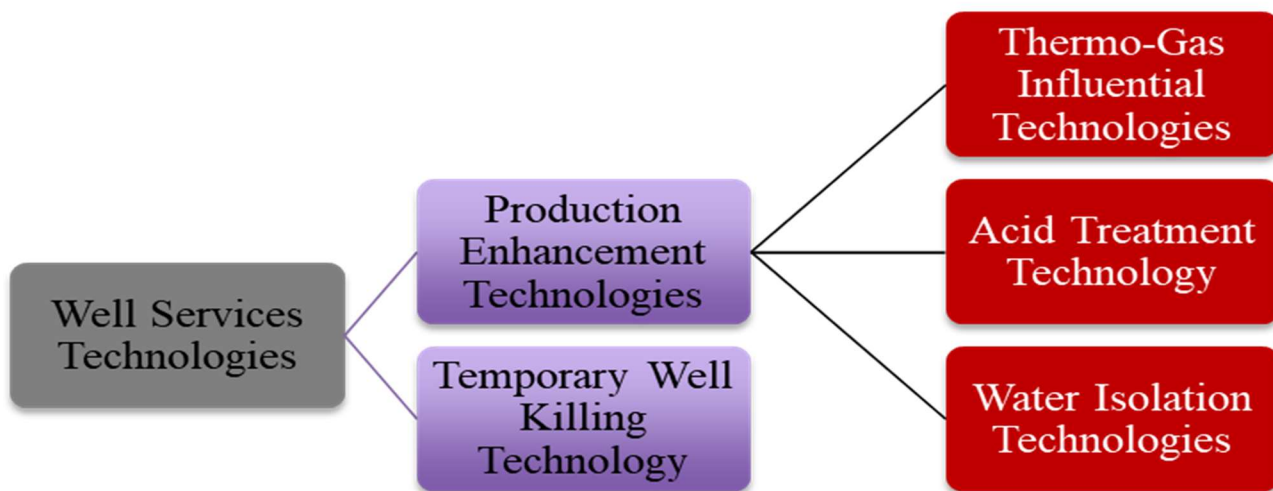 Well Services
Technologies
Production
Enhancement
Technologies
Temporary Well
Killing
Technology
Thermo-Gas
Influential
Technologies
Acid Treatment
Technology
Water Isolation
Technologies